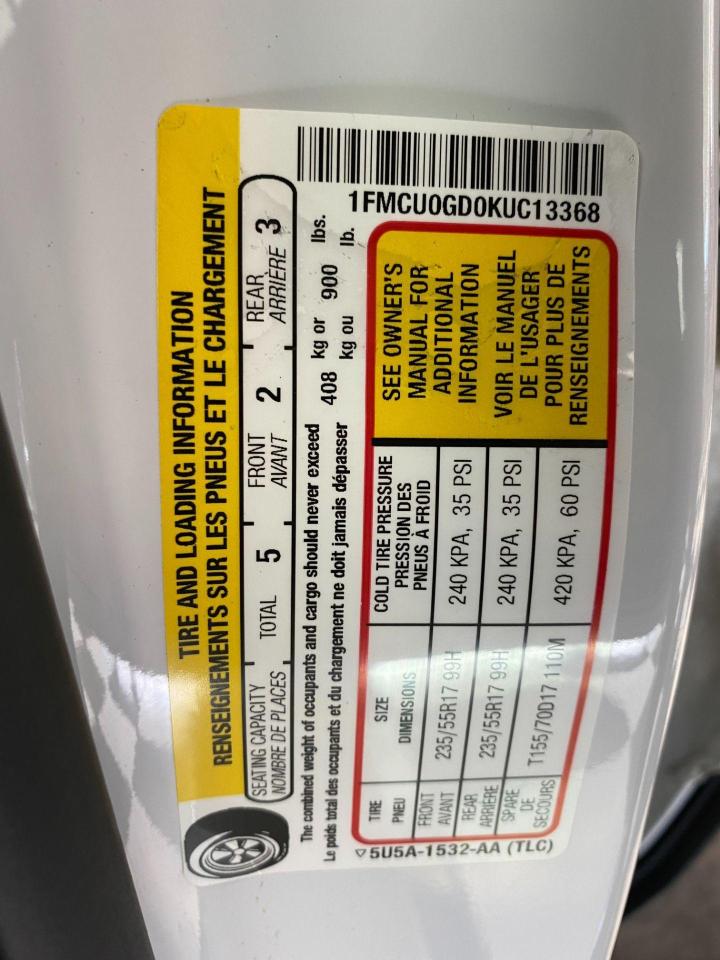 TIRE AND LOADING INFORMATION
RENSEIGNEMENTS SUR LES PNEUS ET LE CHARGEMENT
SEATING CAPACITY TOTAL 5 FRONT 2 REAR 3
NOMBRE DE PLACES AVANT ARRIÈRE
The combined weight of occupants and cargo should never exceed 408 kg or 900 lbs.
Le poids total des occupants et du chargement ne doit jamais dépasser kg ou lb.
TIRE SIZE COLD TIRE PRESSURE
PNEU DIMENSIONS PRESSION DES
PNEUS À FROID
FRONT
AVANT 235/55R17 99H 240 KPA, 35 PSI
REAR
ARRIÈRE 235/55R17 99H 240 KPA, 35 PSI
SPARE
DE
SECOURS T155/70D17 110M 420 KPA, 60 PSI
1FMCU0GD0KUC13368
SEE OWNER'S
MANUAL FOR
ADDITIONAL
INFORMATION
VOIR LE MANUEL
DE L'USAGER
POUR PLUS DE
RENSEIGNEMENTS
5U5A-1532-AA (TLC)